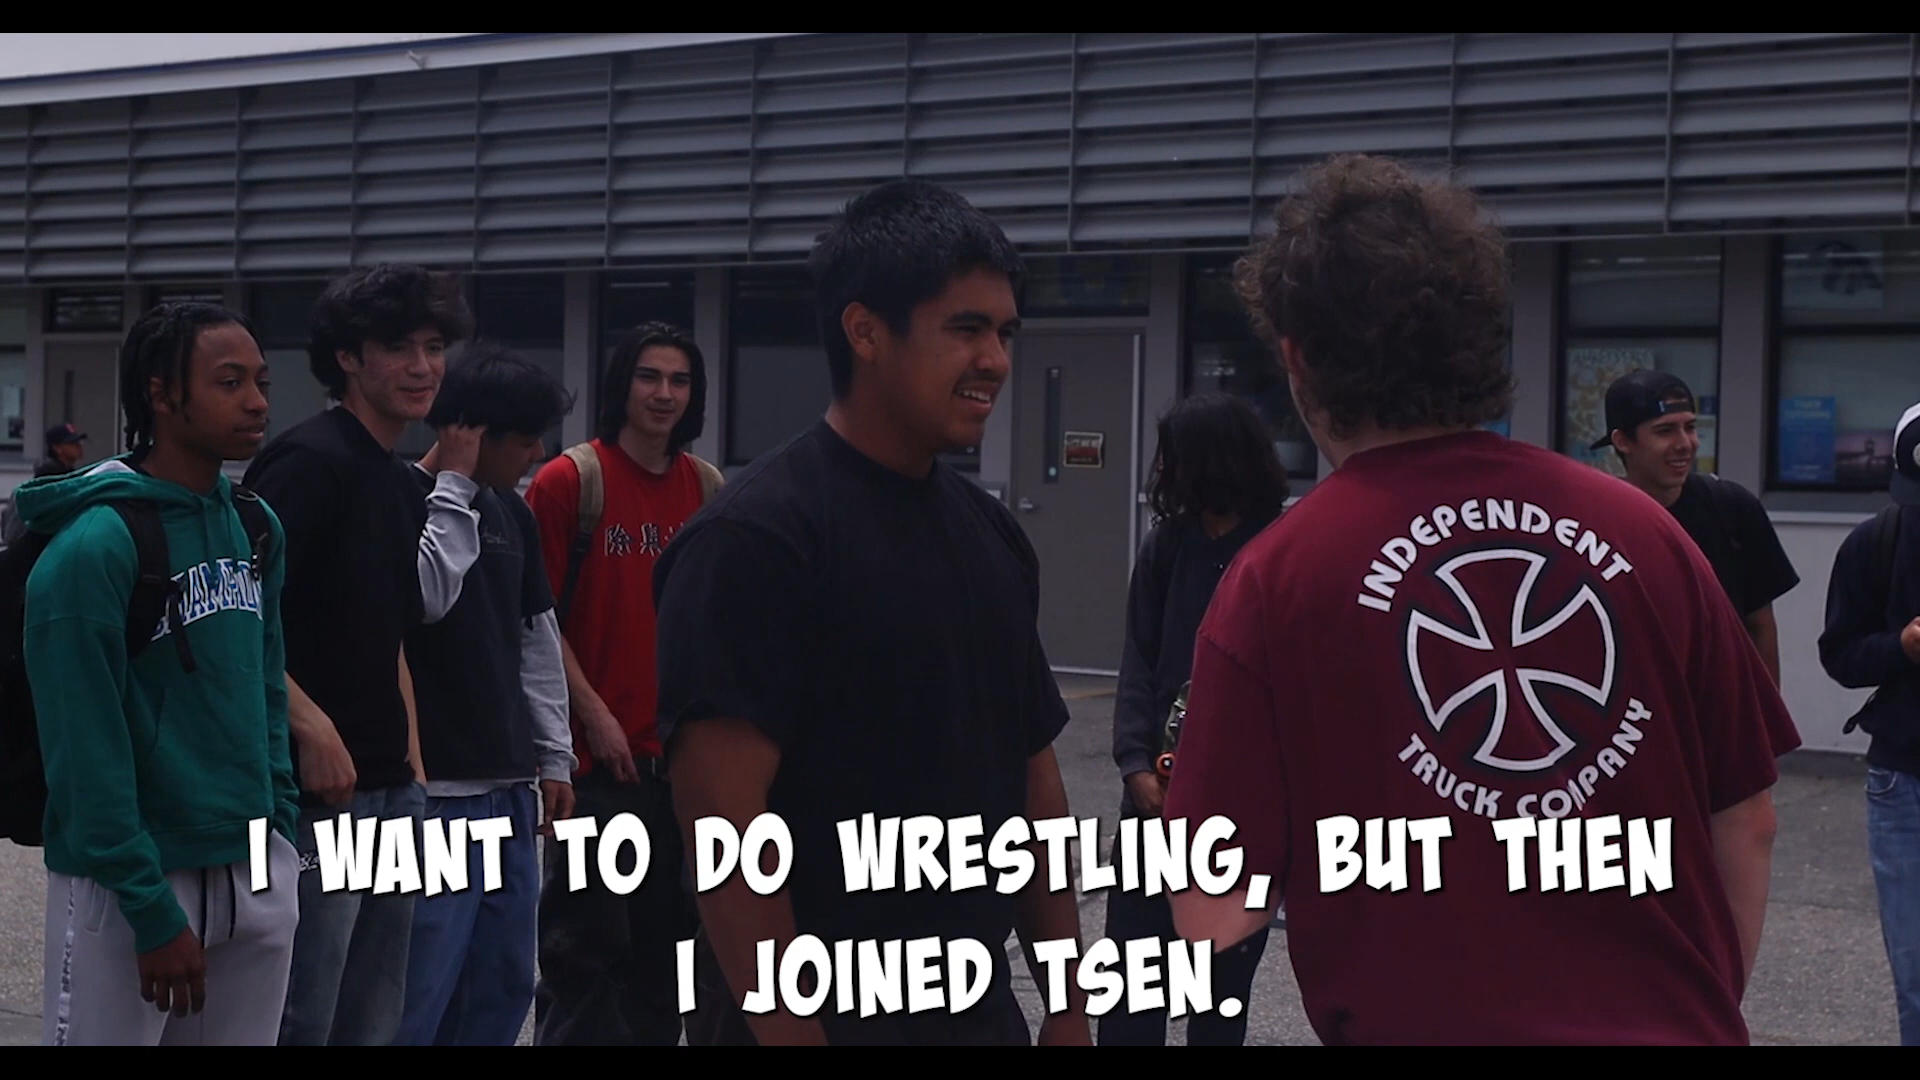 INDEPENDENT
TRUCK COMPANY
I WANT TO DO WRESTLING, BUT THEN
I JOINED TSEN.